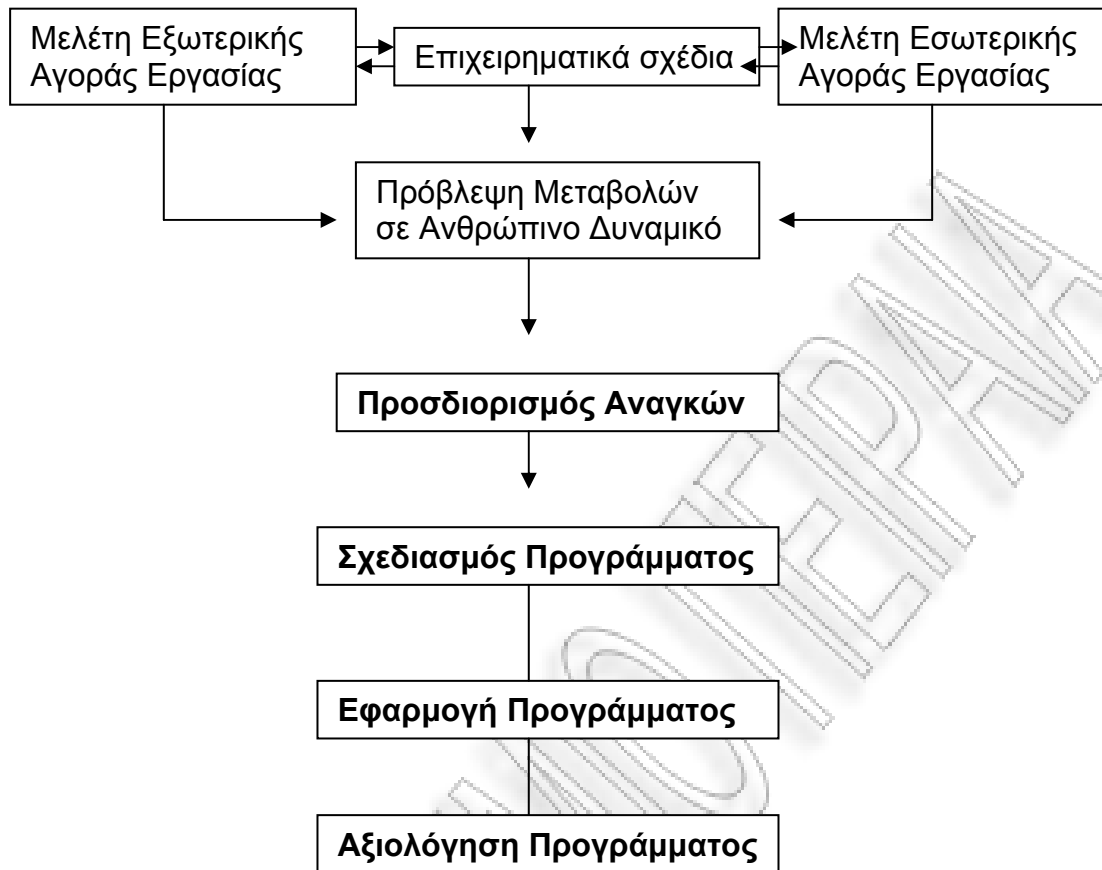 Μελέτη Εξωτερικής
Αγοράς Εργασίας
Επιχειρηματικά σχέδια
Μελέτη Εσωτερικής
Αγοράς Εργασίας
Πρόβλεψη Μεταβολών
σε Ανθρώπινο Δυναμικό
Προσδιορισμός Αναγκών
Σχεδιασμός Προγράμματος
Εφαρμογή Προγράμματος
Αξιολόγηση Προγράμματος